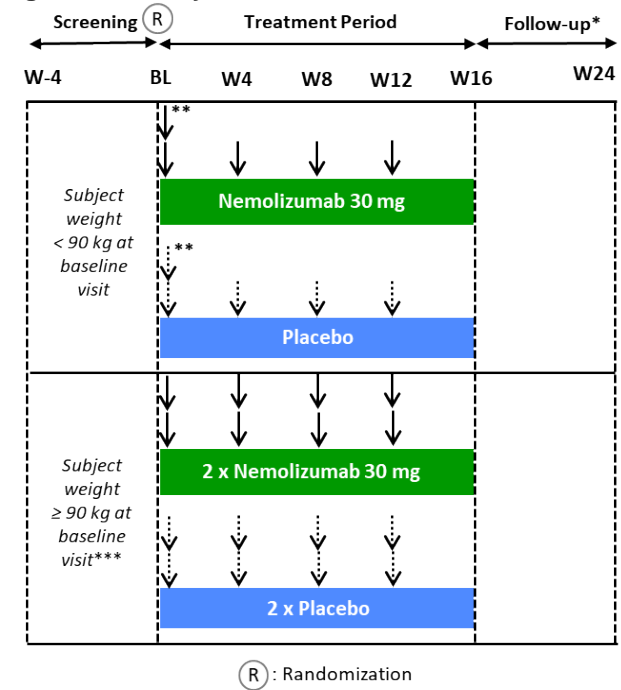 Screening
R
Treatment Period
Follow-up*
W-4
BL
W4
W8
W12
W16
W24
**
Subject
weight
< 90 kg at
baseline
visit
Nemolizumab 30 mg
**
Placebo
Subject
weight
≥ 90 kg at
baseline
visit***
2 x Nemolizumab 30 mg
2 x Placebo
R : Randomization